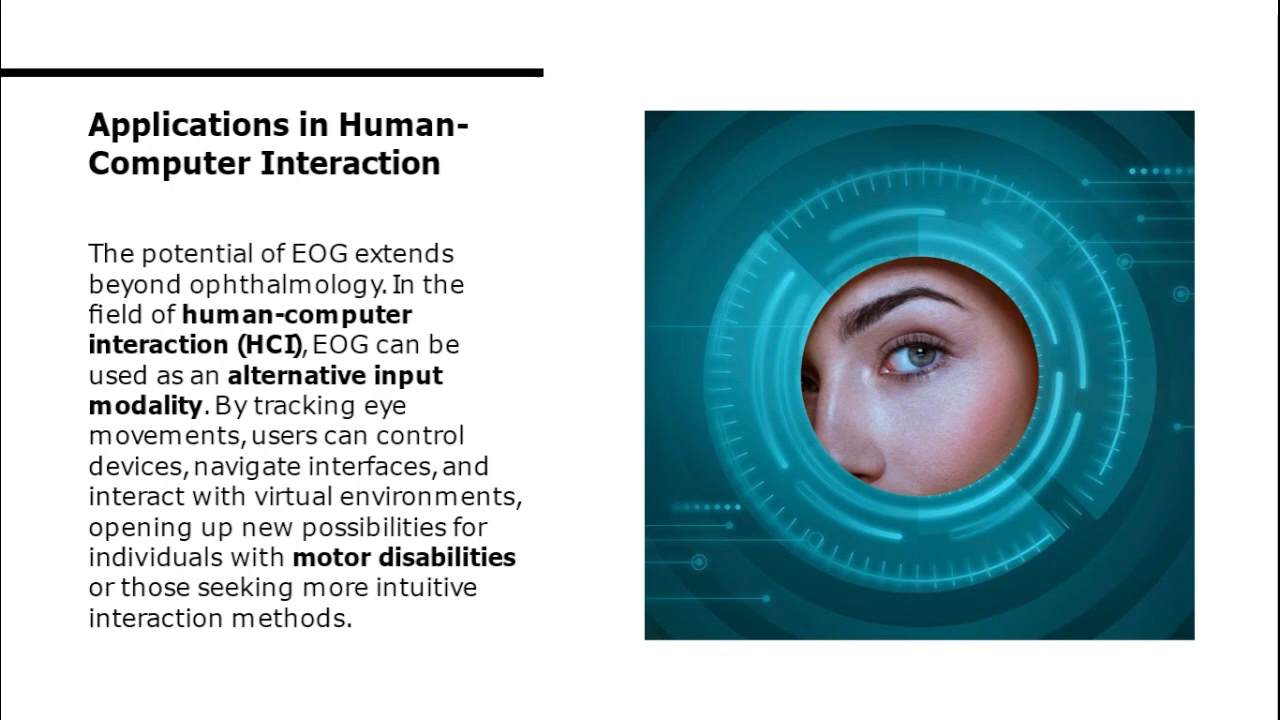 Applications in Human-
Computer Interaction
The potential of EOG extends
beyond ophthalmology. In the
field of human-computer
interaction (HCI), EOG can be
used as an alternative input
modality. By tracking eye
movements, users can control
devices, navigate interfaces, and
interact with virtual environments,
opening up new possibilities for
individuals with motor disabilities
or those seeking more intuitive
interaction methods.